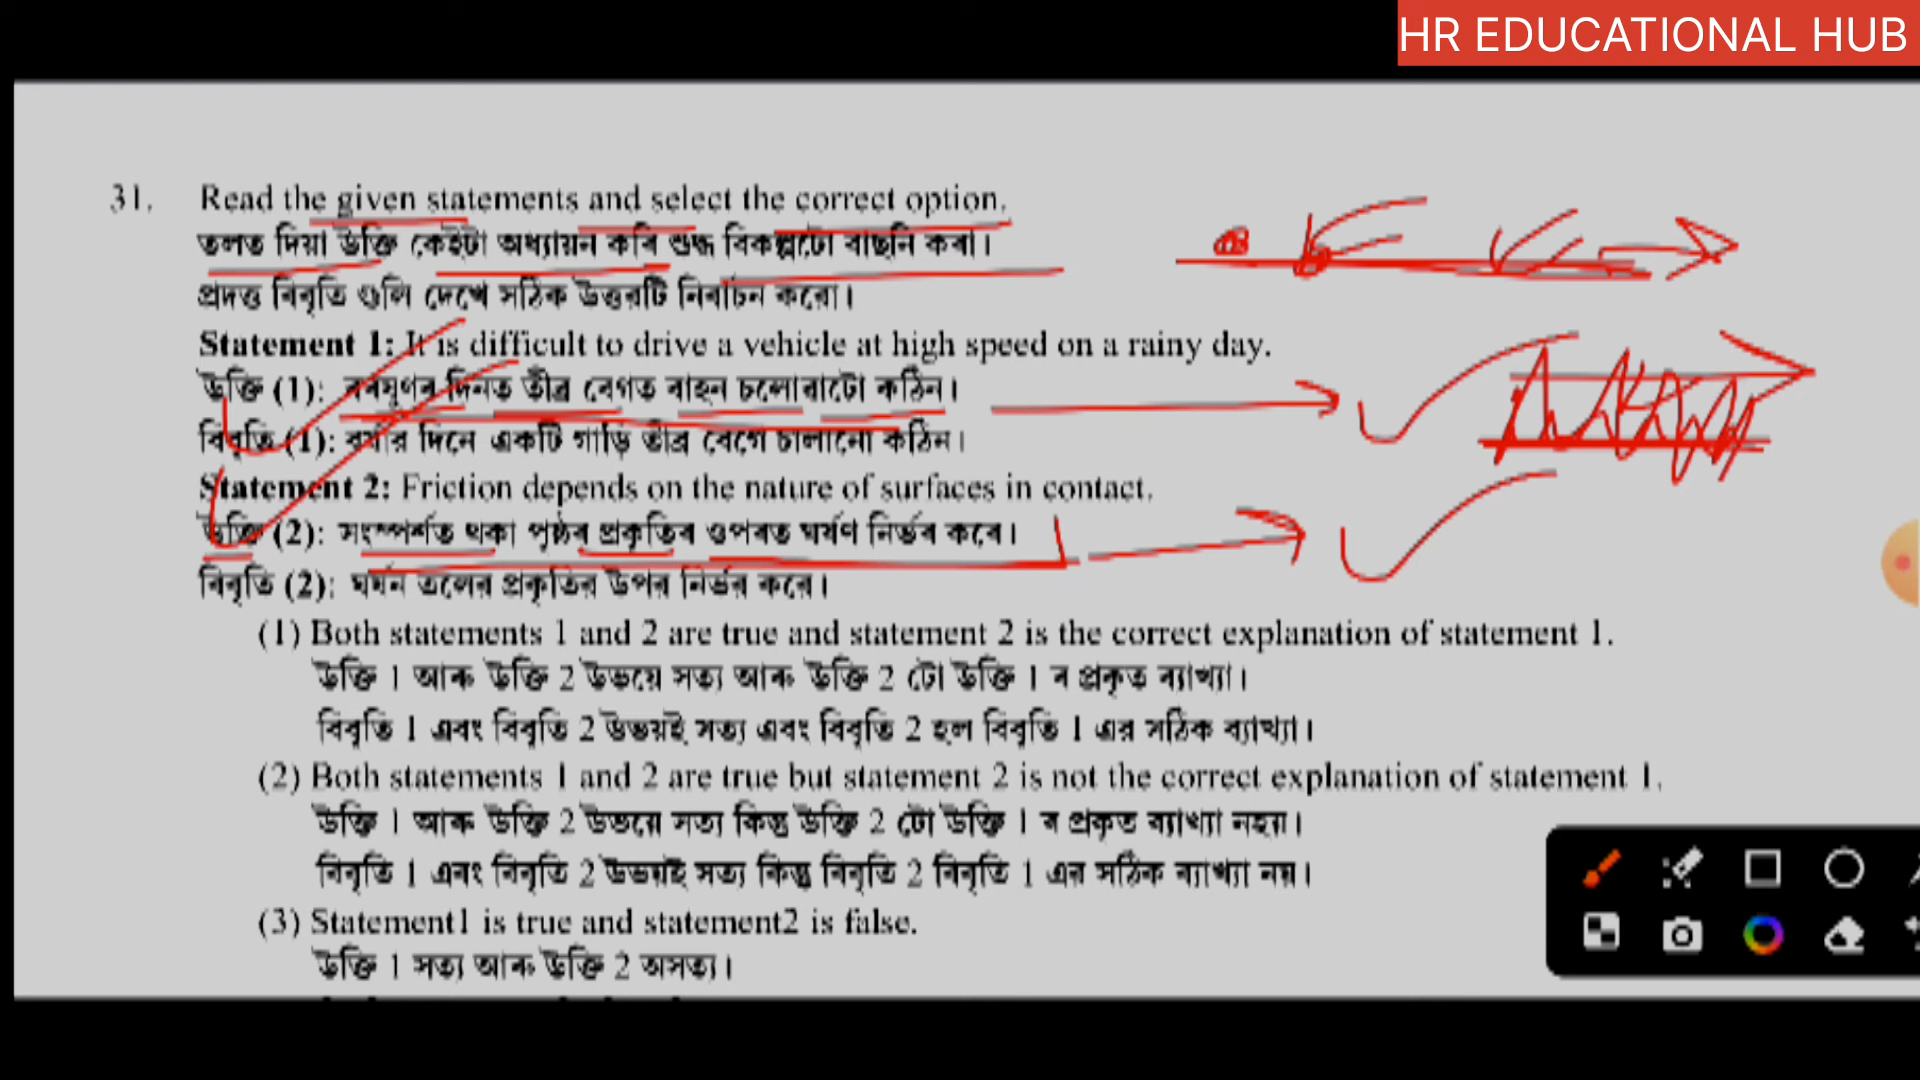 HR EDUCATIONAL HUB
31. Read the given statements and select the correct option.
তলত দিয়া উক্তি কেইটা অধ্যায়ন কৰি শুদ্ধ বিকল্পটো বাছনি কৰা।
প্রদত্ত বিবৃতি গুলি দেখে সঠিক উত্তরটি নির্বাচন করো।
Statement 1: It is difficult to drive a vehicle at high speed on a rainy day.
উক্তি (1): বৰষুণৰ দিনত তীব্ৰ বেগত বাহন চলোৱাটো কঠিন।
বিবৃতি (1): বর্ষার দিনে একটি গাড়ি তীব্র বেগে চালানো কঠিন।
Statement 2: Friction depends on the nature of surfaces in contact.
উক্তি (2): সংস্পৰ্শত থকা পৃষ্ঠৰ প্ৰকৃতিৰ ওপৰত ঘৰ্ষণ নিৰ্ভৰ কৰে।
বিবৃতি (2): ঘর্ষন তলের প্রকৃতির উপর নির্ভর করে।
(1) Both statements 1 and 2 are true and statement 2 is the correct explanation of statement 1.
উক্তি 1 আৰু উক্তি 2 উভয়ে সত্য আৰু উক্তি 2 টো উক্তি 1 ৰ প্ৰকৃত ব্যাখ্যা।
বিবৃতি 1 এবং বিবৃতি 2 উভয়ই সত্য এবং বিবৃতি 2 হল বিবৃতি 1 এর সঠিক ব্যাখ্যা।
(2) Both statements 1 and 2 are true but statement 2 is not the correct explanation of statement 1.
উক্তি 1 আৰু উক্তি 2 উভয়ে সত্য কিন্তু উক্তি 2 টো উক্তি 1 ৰ প্ৰকৃত ব্যাখ্যা নহয়।
বিবৃতি 1 এবং বিবৃতি 2 উভয়ই সত্য কিন্তু বিবৃতি 2 বিবৃতি 1 এর সঠিক ব্যাখ্যা নয়।
(3) Statement1 is true and statement2 is false.
উক্তি 1 সত্য আৰু উক্তি 2 অসত্য।